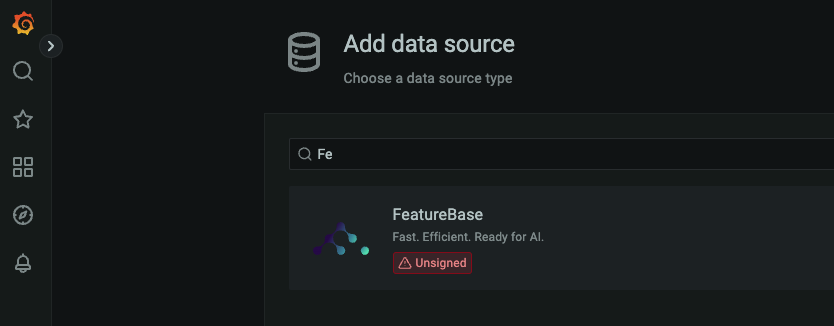 Add data source
Choose a data source type
Fe
FeatureBase
Fast. Efficient. Ready for AI.
Unsigned